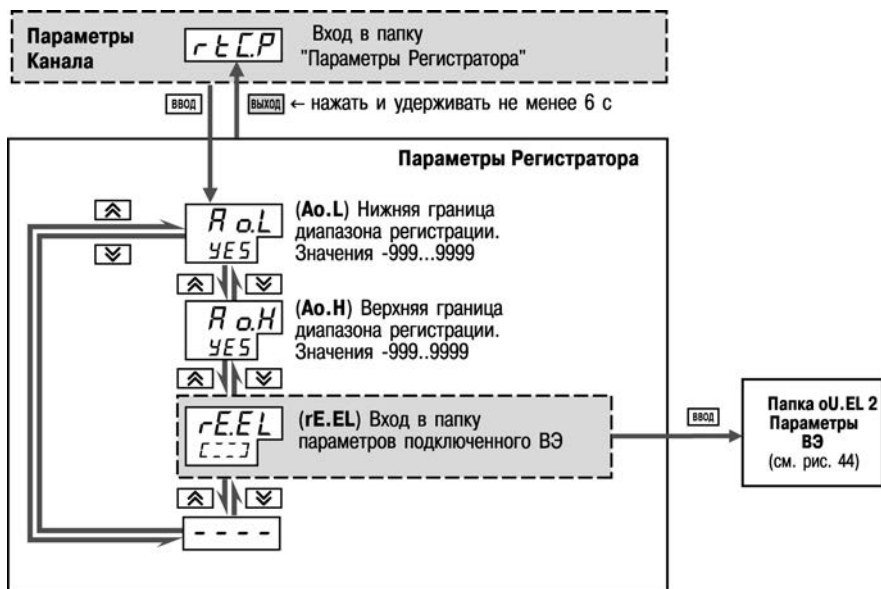 Параметры
Канала
rtC.P
Вход в папку
"Параметры Регистратора"
ВВОД
ВЫХОД ← нажать и удерживать не менее 6 с
Параметры Регистратора
A o.L
YES
(Ao.L) Нижняя граница
диапазона регистрации.
Значения -999...9999
A o.H
YES
(Ao.H) Верхняя граница
диапазона регистрации.
Значения -999..9999
rE.EL
(rE.EL) Вход в папку
параметров подключенного ВЭ
ВВОД
Папка oU.EL 2
Параметры
ВЭ
(см. рис. 44)
- - - -